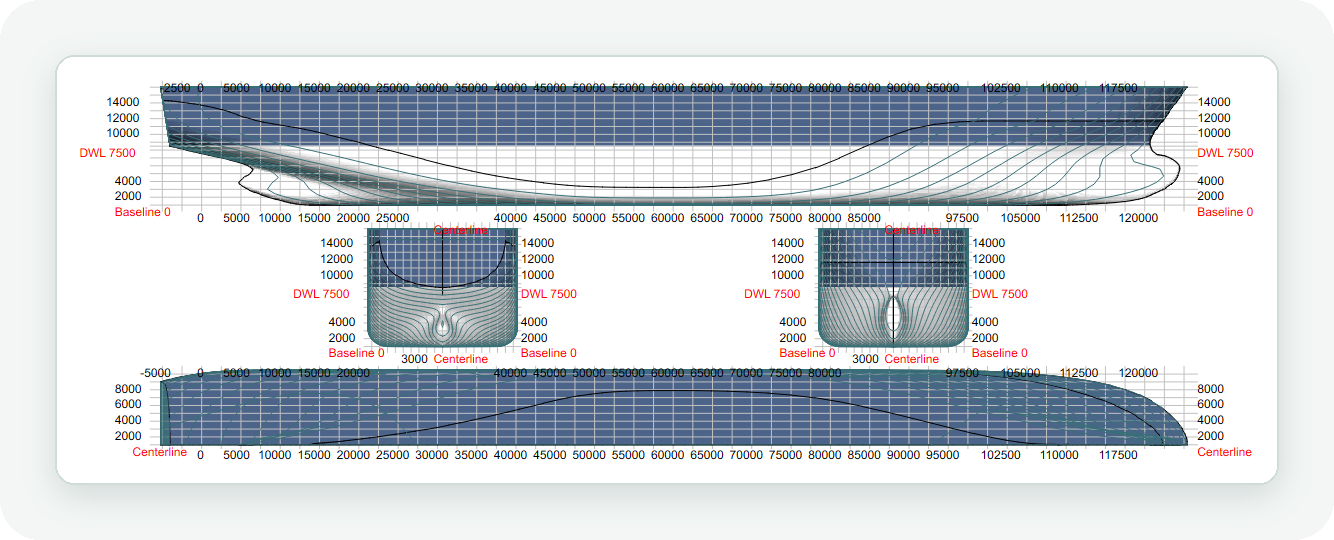 -2500 0 5000 10000 15000 20000 25000 30000 35000 40000 45000 50000 55000 60000 65000 70000 75000 80000 85000 90000 95000 102500 110000 117500
14000 14000
12000 12000
10000 10000
DWL 7500 DWL 7500
4000 4000
2000 2000
Baseline 0 Baseline 0
0 5000 10000 15000 20000 25000 40000 45000 50000 55000 60000 65000 70000 75000 80000 85000 97500 105000 112500 120000
Centerline Centerline
14000 14000 14000 14000
12000 12000 12000 12000
10000 10000 10000 10000
DWL 7500 DWL 7500 DWL 7500 DWL 7500
4000 4000 4000 4000
2000 2000 2000 2000
Baseline 0 Baseline 0 Baseline 0 Baseline 0
3000 Centerline 3000 Centerline
-5000 0 5000 10000 15000 20000 40000 45000 50000 55000 60000 65000 70000 75000 80000 97500 105000 112500 120000
8000 8000
6000 6000
4000 4000
2000 2000
Centerline Centerline
0 5000 10000 15000 20000 25000 30000 35000 40000 45000 50000 55000 60000 65000 70000 75000 80000 85000 90000 95000 102500 110000 117500